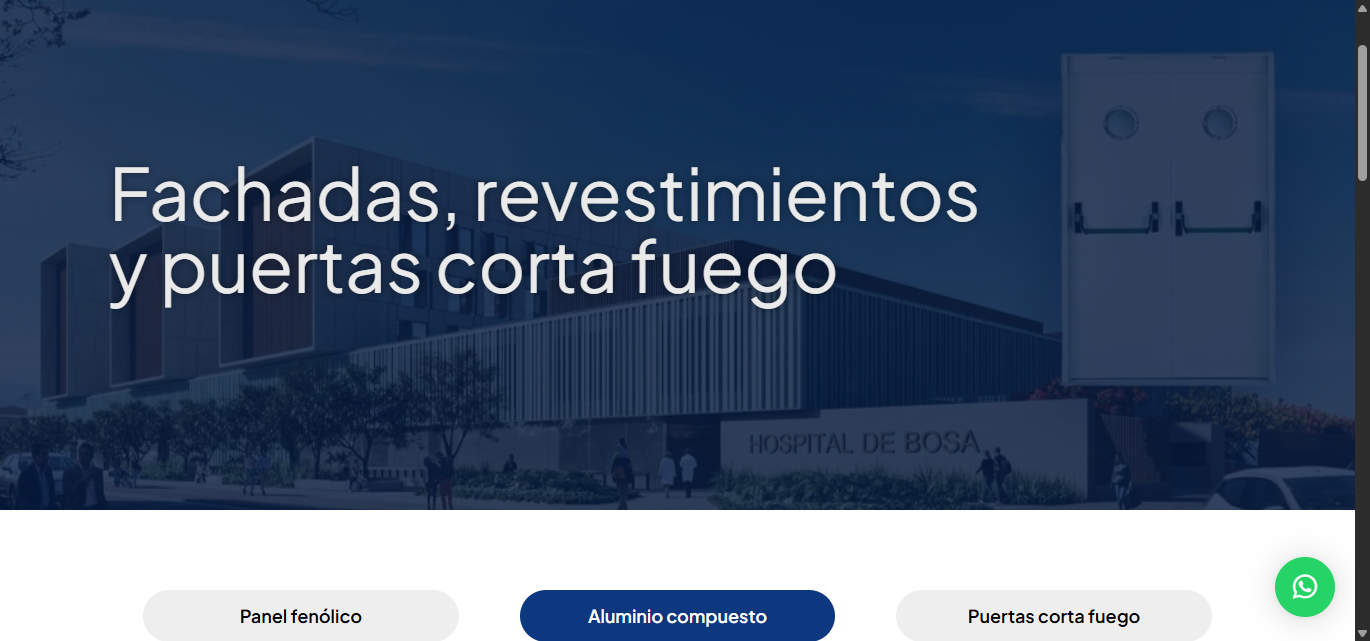 Fachadas, revestimientos
y puertas corta fuego
HOSPITAL DE BOSA
Panel fenólico
Aluminio compuesto
Puertas corta fuego